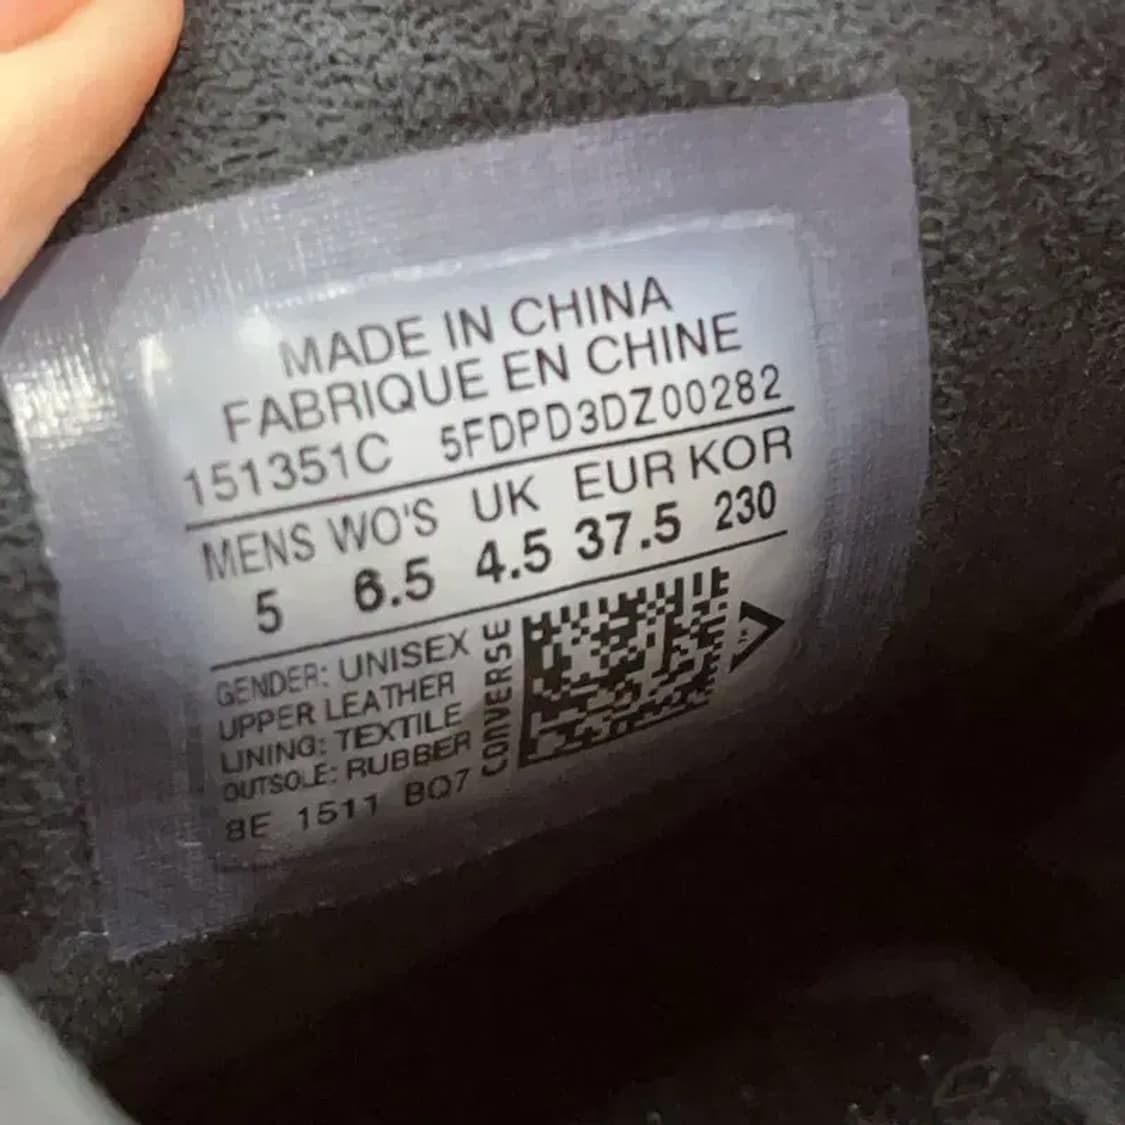 MADE IN CHINA
FABRIQUE EN CHINE
151351C 5FDPD3DZ00282
MENS WO'S UK EUR KOR
5 6.5 4.5 37.5 230
GENDER: UNISEX
UPPER LEATHER
LINING: TEXTILE
OUTSOLE: RUBBER
8E 1511 BQ7
CONVERSE